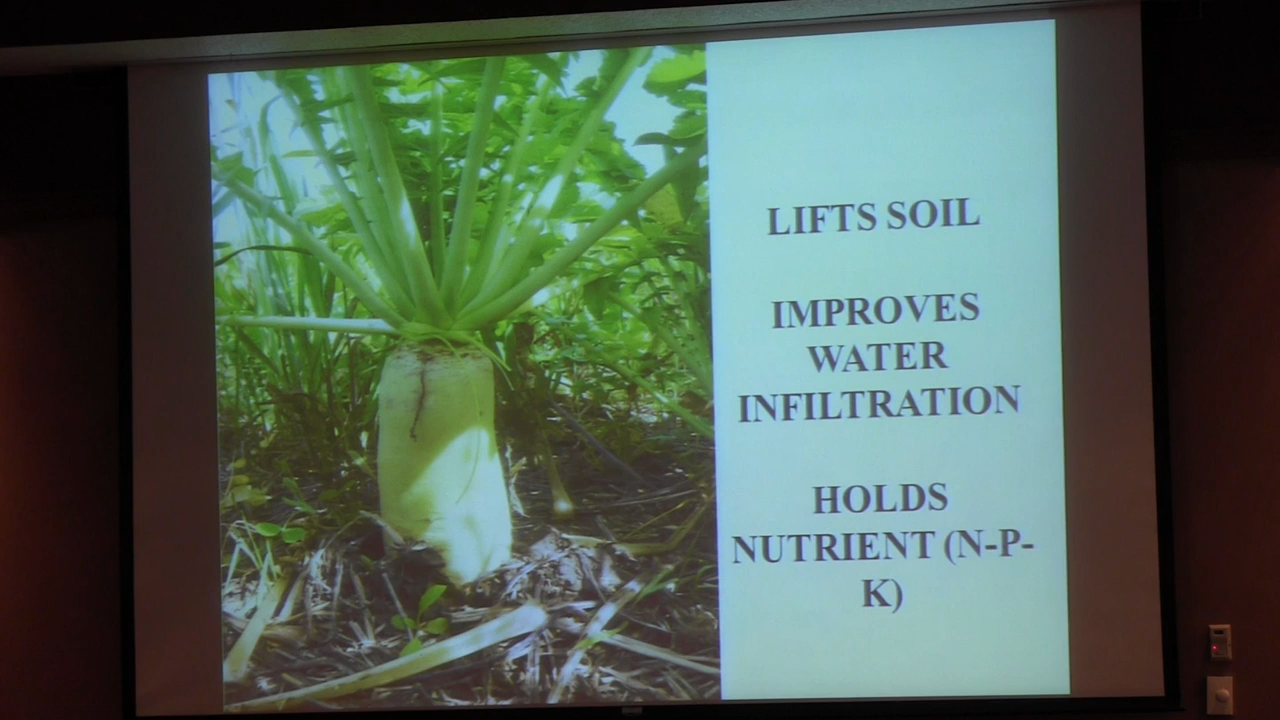 LIFTS SOIL
IMPROVES
WATER
INFILTRATION
HOLDS
NUTRIENT (N-P-
K)